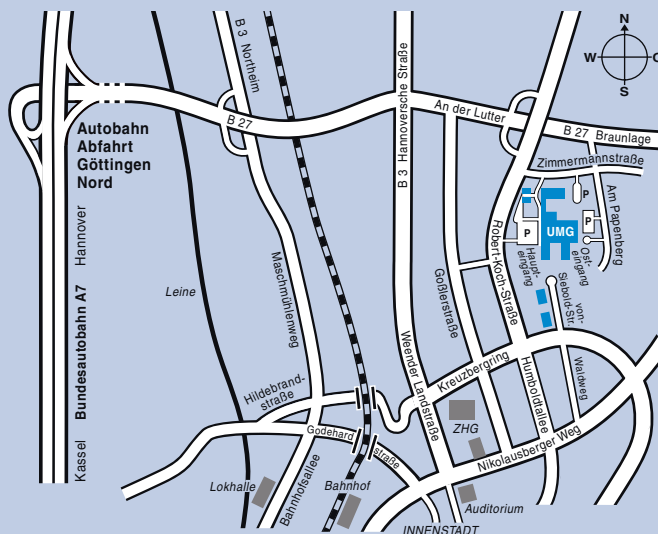 N
W
O
S
B 3 Northeim
B 3 Hannoversche Straße
B 27
An der Lutter
B 27 Braunlage
Autobahn
Abfahrt
Göttingen
Nord
Zimmermannstraße
P
P
P
UMG
Am Papenberg
Haupt-
eingang
Ost-
eingang
Robert-Koch-Straße
von-
Siebold-Str.
Hannover
Bundesautobahn A7
Kassel
Leine
Maschmühlenweg
Goßlerstraße
Weender Landstraße
Kreuzbergring
Humboldtallee
Waldweg
Hildebrand-
straße
Godehard
straße
ZHG
Nikolausberger Weg
Lokhalle
Bahnhofsallee
Bahnhof
Auditorium
INNENSTADT